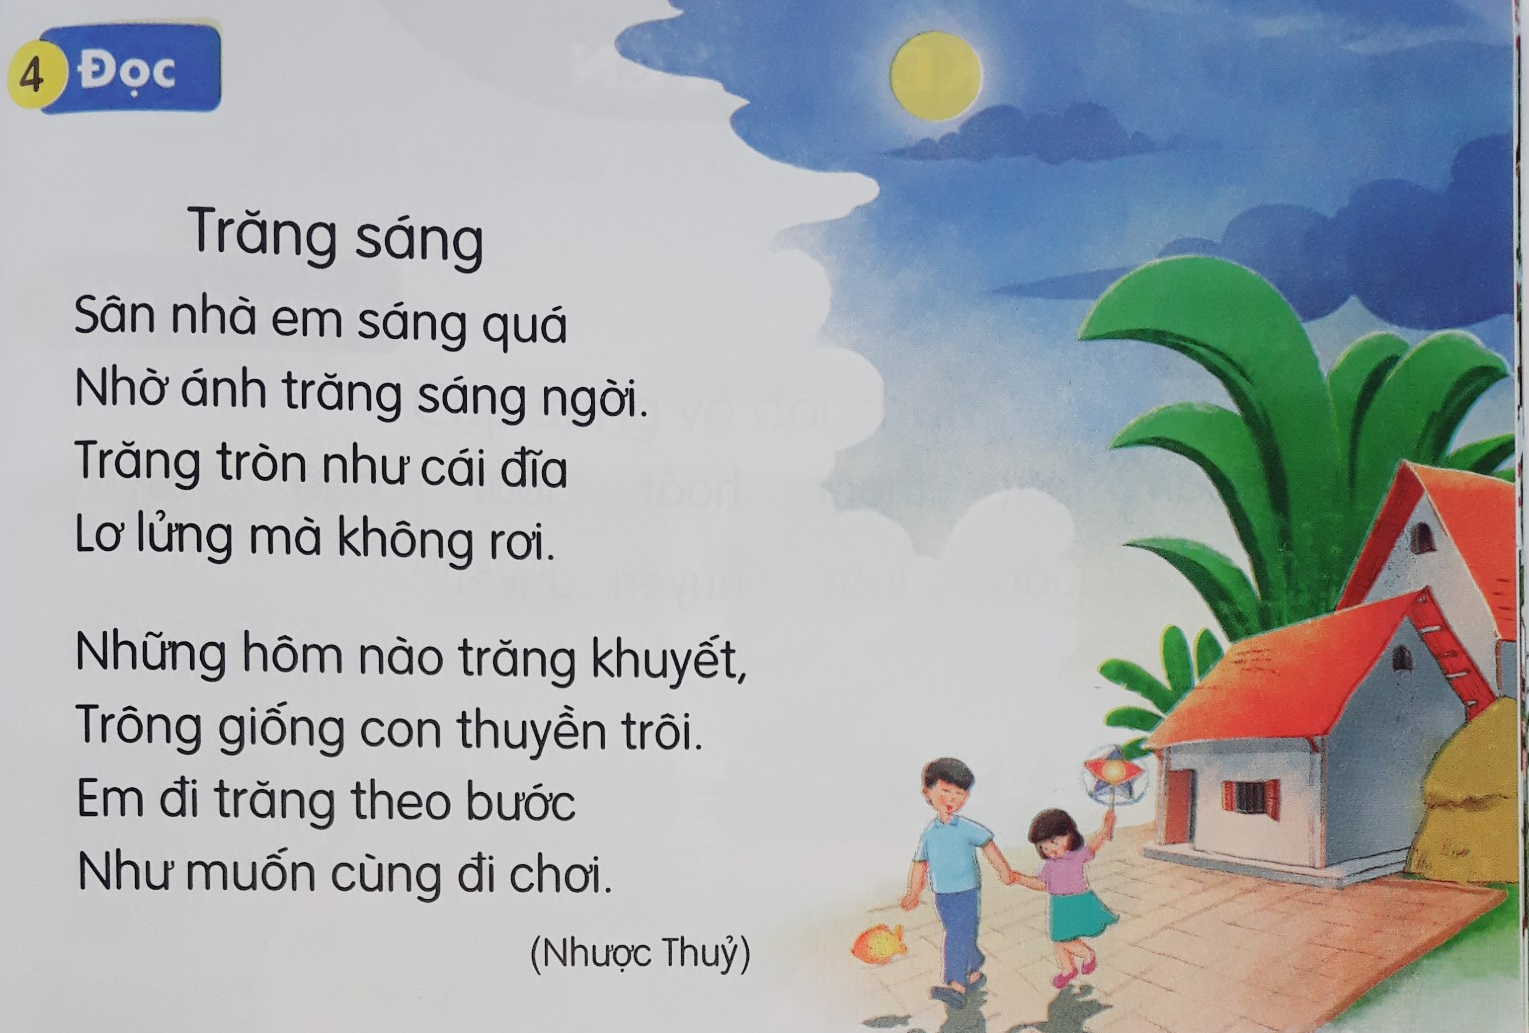 4 Đọc
Trăng sáng
Sân nhà em sáng quá
Nhờ ánh trăng sáng ngời.
Trăng tròn như cái đĩa
Lơ lửng mà không rơi.
Những hôm nào trăng khuyết,
Trông giống con thuyền trôi.
Em đi trăng theo bước
Như muốn cùng đi chơi.
(Nhược Thuỷ)